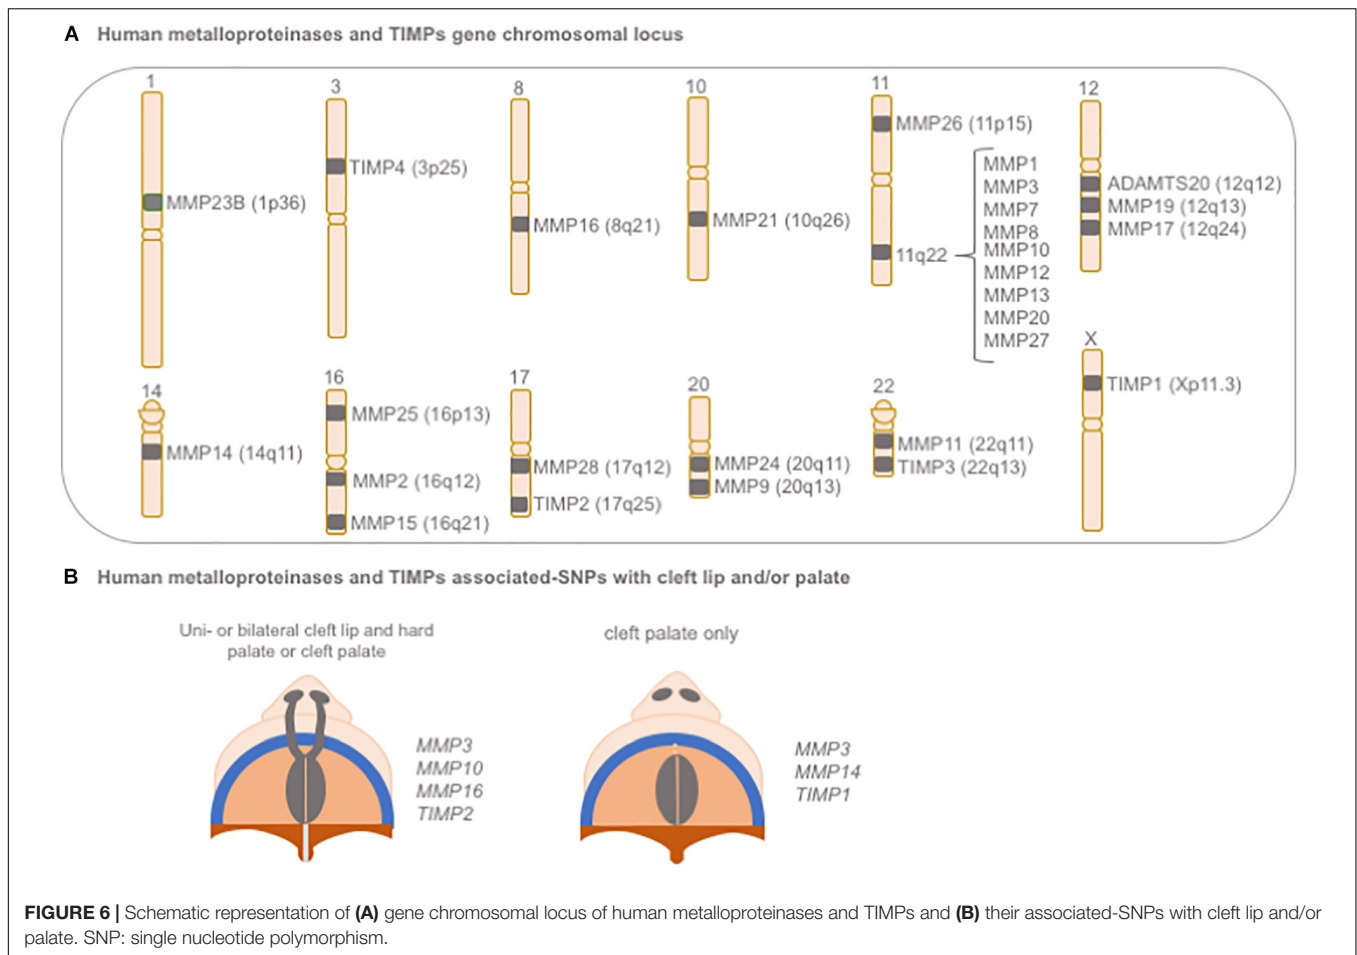 A Human metalloproteinases and TIMPs gene chromosomal locus
1
MMP23B (1p36)
3
TIMP4 (3p25)
8
MMP16 (8q21)
10
MMP21 (10q26)
11
MMP26 (11p15)
11q22
MMP1
MMP3
MMP7
MMP8
MMP10
MMP12
MMP13
MMP20
MMP27
12
ADAMTS20 (12q12)
MMP19 (12q13)
MMP17 (12q24)
14
MMP14 (14q11)
16
MMP25 (16p13)
MMP2 (16q12)
MMP15 (16q21)
17
MMP28 (17q12)
TIMP2 (17q25)
20
MMP24 (20q11)
MMP9 (20q13)
22
MMP11 (22q11)
TIMP3 (22q13)
X
TIMP1 (Xp11.3)
B Human metalloproteinases and TIMPs associated-SNPs with cleft lip and/or palate
Uni- or bilateral cleft lip and hard
palate or cleft palate
MMP3
MMP10
MMP16
TIMP2
cleft palate only
MMP3
MMP14
TIMP1
FIGURE 6 | Schematic representation of (A) gene chromosomal locus of human metalloproteinases and TIMPs and (B) their associated-SNPs with cleft lip and/or
palate. SNP: single nucleotide polymorphism.